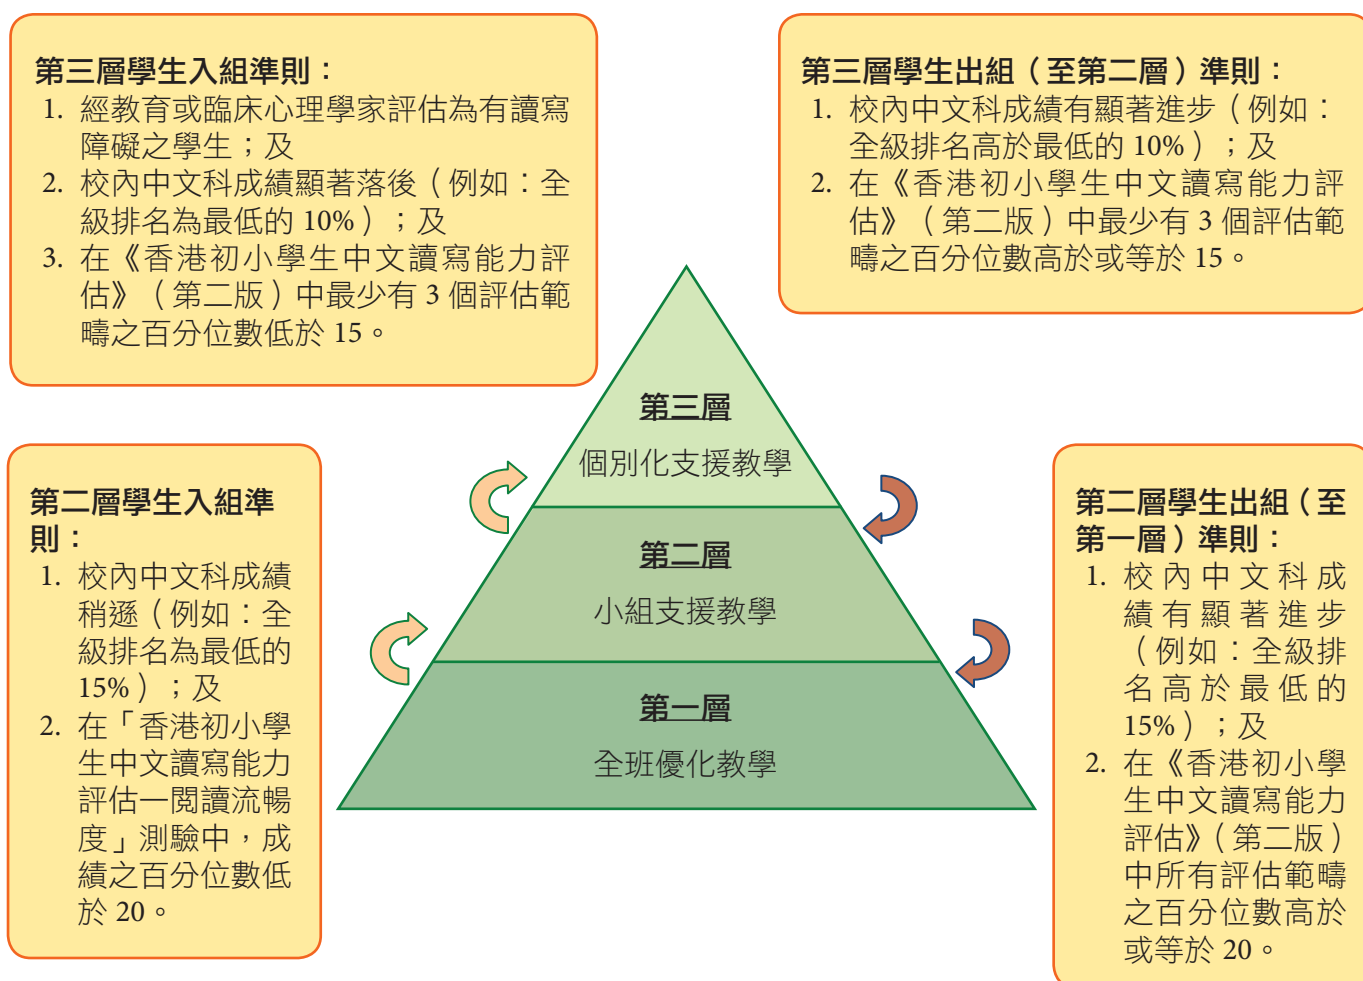 第三層學生入組準則：
1. 經教育或臨床心理學家評估為有讀寫
障礙之學生；及
2. 校內中文科成績顯著落後（例如：全
級排名為最低的 10%）；及
3. 在《香港初小學生中文讀寫能力評
估》（第二版）中最少有 3 個評估範
疇之百分位數低於 15。
第三層學生出組（至第二層）準則：
1. 校內中文科成績有顯著進步（例如：
全級排名高於最低的 10%）；及
2. 在《香港初小學生中文讀寫能力評
估》（第二版）中最少有 3 個評估範
疇之百分位數高於或等於 15。
第三層
個別化支援教學
第二層
小組支援教學
第一層
全班優化教學
第二層學生入組準
則：
1. 校內中文科成績
稍遜（例如：全
級排名為最低的
15%）；及
2. 在「香港初小學
生中文讀寫能力
評估—閱讀流暢
度」測驗中，成
績之百分位數低
於 20。
第二層學生出組（至
第一層）準則：
1. 校內中文科成
績有顯著進步
（例如：全級排
名高於最低的
15%）；及
2. 在《香港初小學
生中文讀寫能力
評估》（第二版）
中所有評估範疇
之百分位數高於
或等於 20。